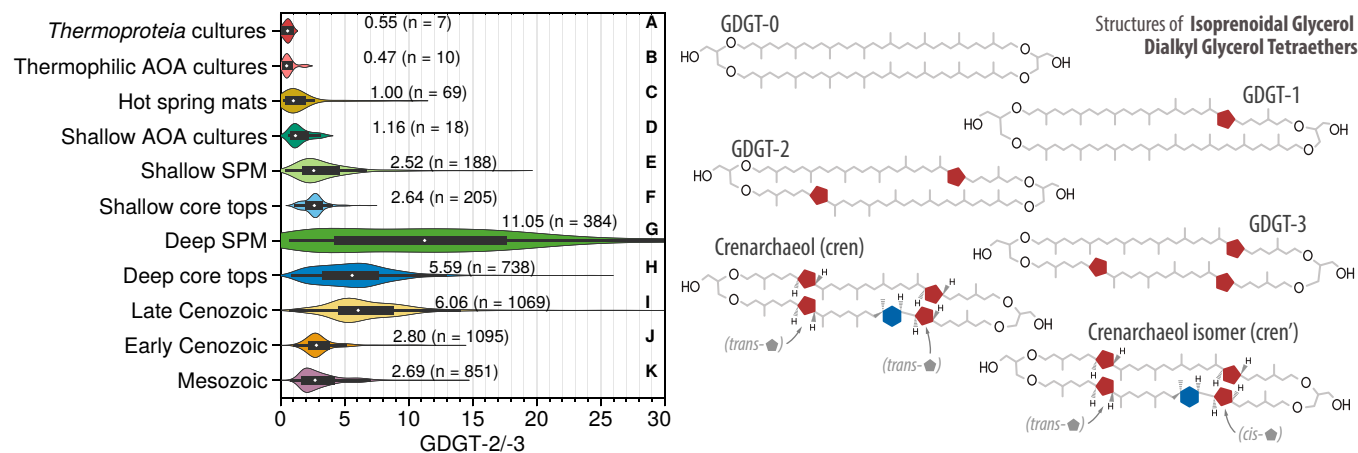 Thermoproteia cultures 0.55 (n = 7) A
Thermophilic AOA cultures 0.47 (n = 10) B
Hot spring mats 1.00 (n = 69) C
Shallow AOA cultures 1.16 (n = 18) D
Shallow SPM 2.52 (n = 188) E
Shallow core tops 2.64 (n = 205) F
Deep SPM 11.05 (n = 384) G
Deep core tops 5.59 (n = 738) H
Late Cenozoic 6.06 (n = 1069) I
Early Cenozoic 2.80 (n = 1095) J
Mesozoic 2.69 (n = 851) K
0 5 10 15 20 25 30
GDGT-2/-3
Structures of Isoprenoidal Glycerol
Dialkyl Glycerol Tetraethers
GDGT-0
HO O O O O OH
GDGT-1
HO O O O O OH
GDGT-2
HO O O O O OH
GDGT-3
HO O O O O OH
Crenarchaeol (cren)
HO O O O O OH
H H H H H H H H
(trans- )
(trans- )
Crenarchaeol isomer (cren′)
HO O O O O OH
H H H H H H H H
(trans- )
(cis- )